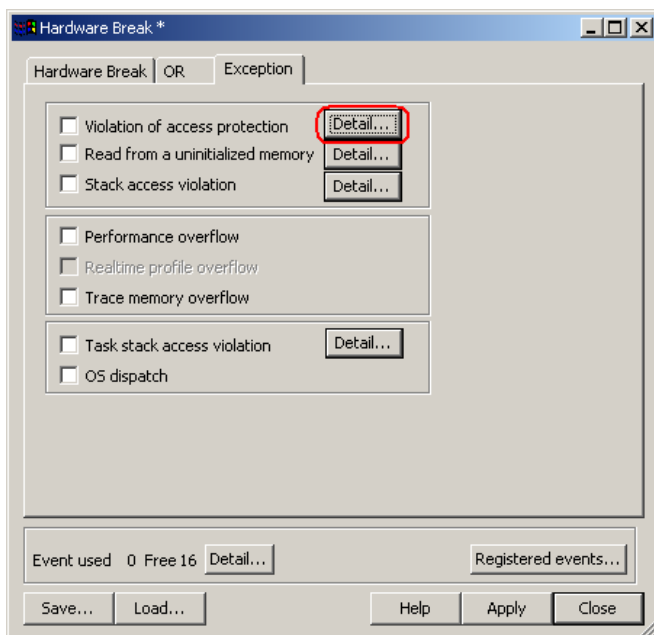 Hardware Break *
Hardware Break OR Exception
Violation of access protection Detail...
Read from a uninitialized memory Detail...
Stack access violation Detail...
Performance overflow
Realtime profile overflow
Trace memory overflow
Task stack access violation Detail...
OS dispatch
Event used 0 Free 16 Detail... Registered events...
Save... Load... Help Apply Close